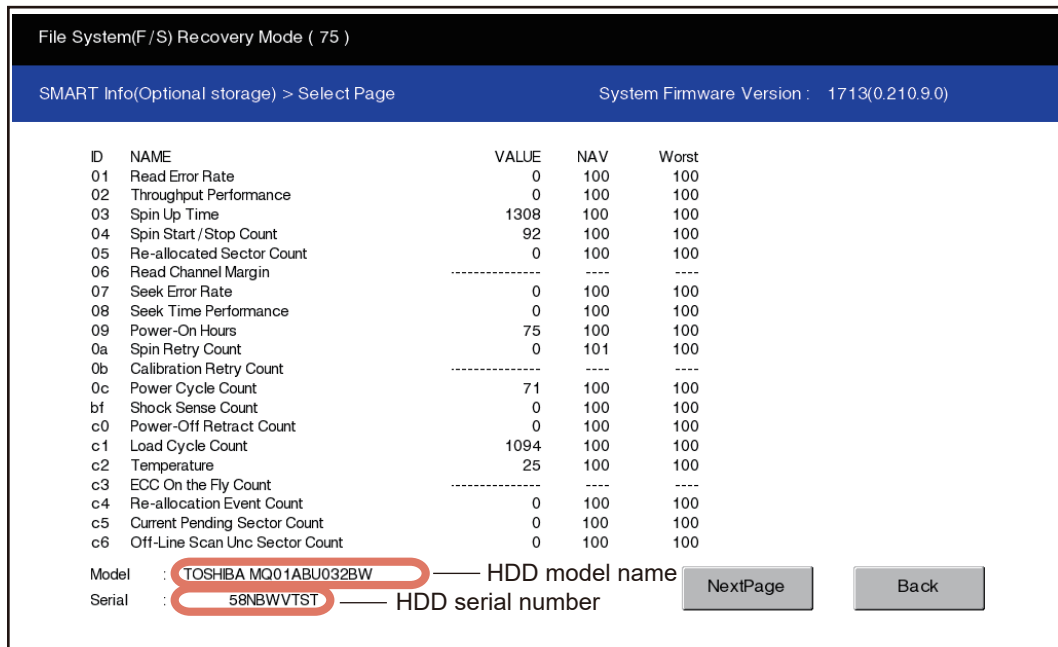 File System(F/S) Recovery Mode ( 75 )
SMART Info(Optional storage) > Select Page System Firmware Version : 1713(0.210.9.0)
ID NAME VALUE NAV Worst
01 Read Error Rate 0 100 100
02 Throughput Performance 0 100 100
03 Spin Up Time 1308 100 100
04 Spin Start/Stop Count 92 100 100
05 Re-allocated Sector Count 0 100 100
06 Read Channel Margin --------------- ---- ----
07 Seek Error Rate 0 100 100
08 Seek Time Performance 0 100 100
09 Power-On Hours 75 100 100
0a Spin Retry Count 0 101 100
0b Calibration Retry Count --------------- ---- ----
0c Power Cycle Count 71 100 100
bf Shock Sense Count 0 100 100
c0 Power-Off Retract Count 0 100 100
c1 Load Cycle Count 1094 100 100
c2 Temperature 25 100 100
c3 ECC On the Fly Count --------------- ---- ----
c4 Re-allocation Event Count 0 100 100
c5 Current Pending Sector Count 0 100 100
c6 Off-Line Scan Unc Sector Count 0 100 100
Model : TOSHIBA MQ01ABU032BW HDD model name
Serial : 58NBWVTST HDD serial number
NextPage Back